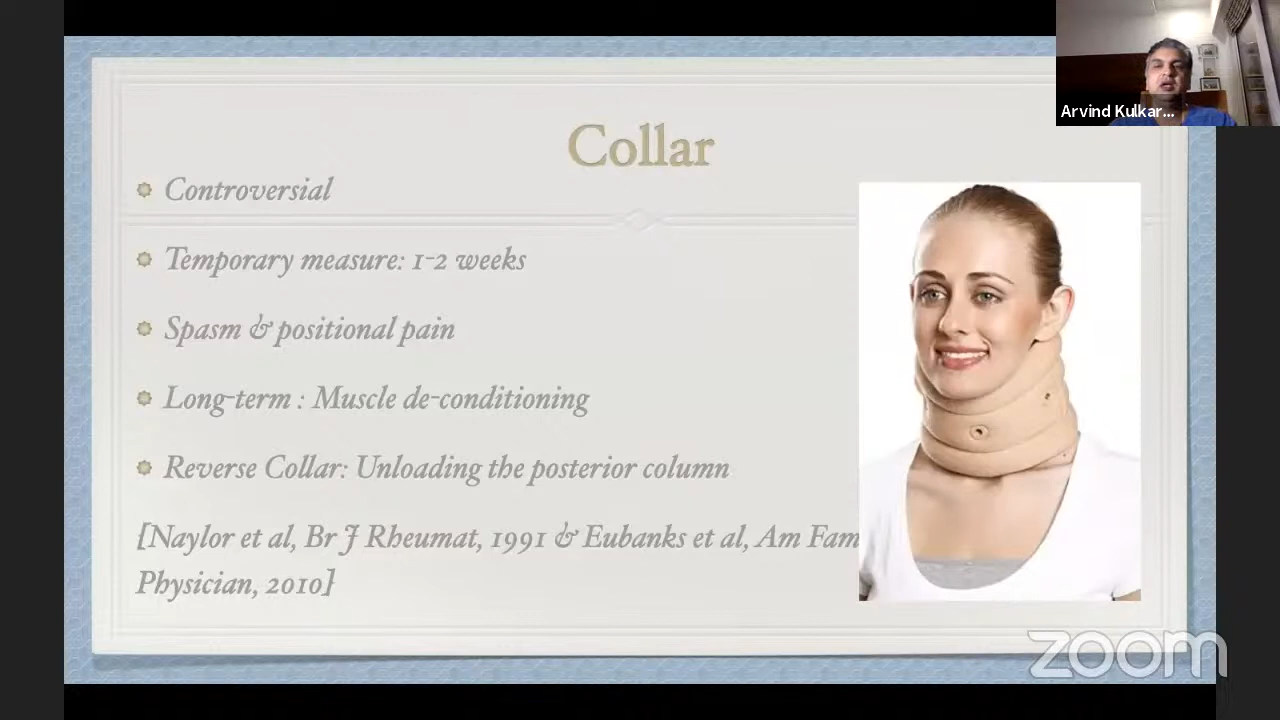 Arvind Kulkar...
Collar
Controversial
Temporary measure: 1-2 weeks
Spasm & positional pain
Long-term : Muscle de-conditioning
Reverse Collar: Unloading the posterior column
[Naylor et al, Br J Rheumat, 1991 & Eubanks et al, Am Fam
Physician, 2010]
zoom